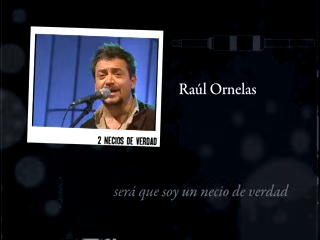 Raúl Ornelas
2 NECIOS DE VERDAD
será que soy un necio de verdad